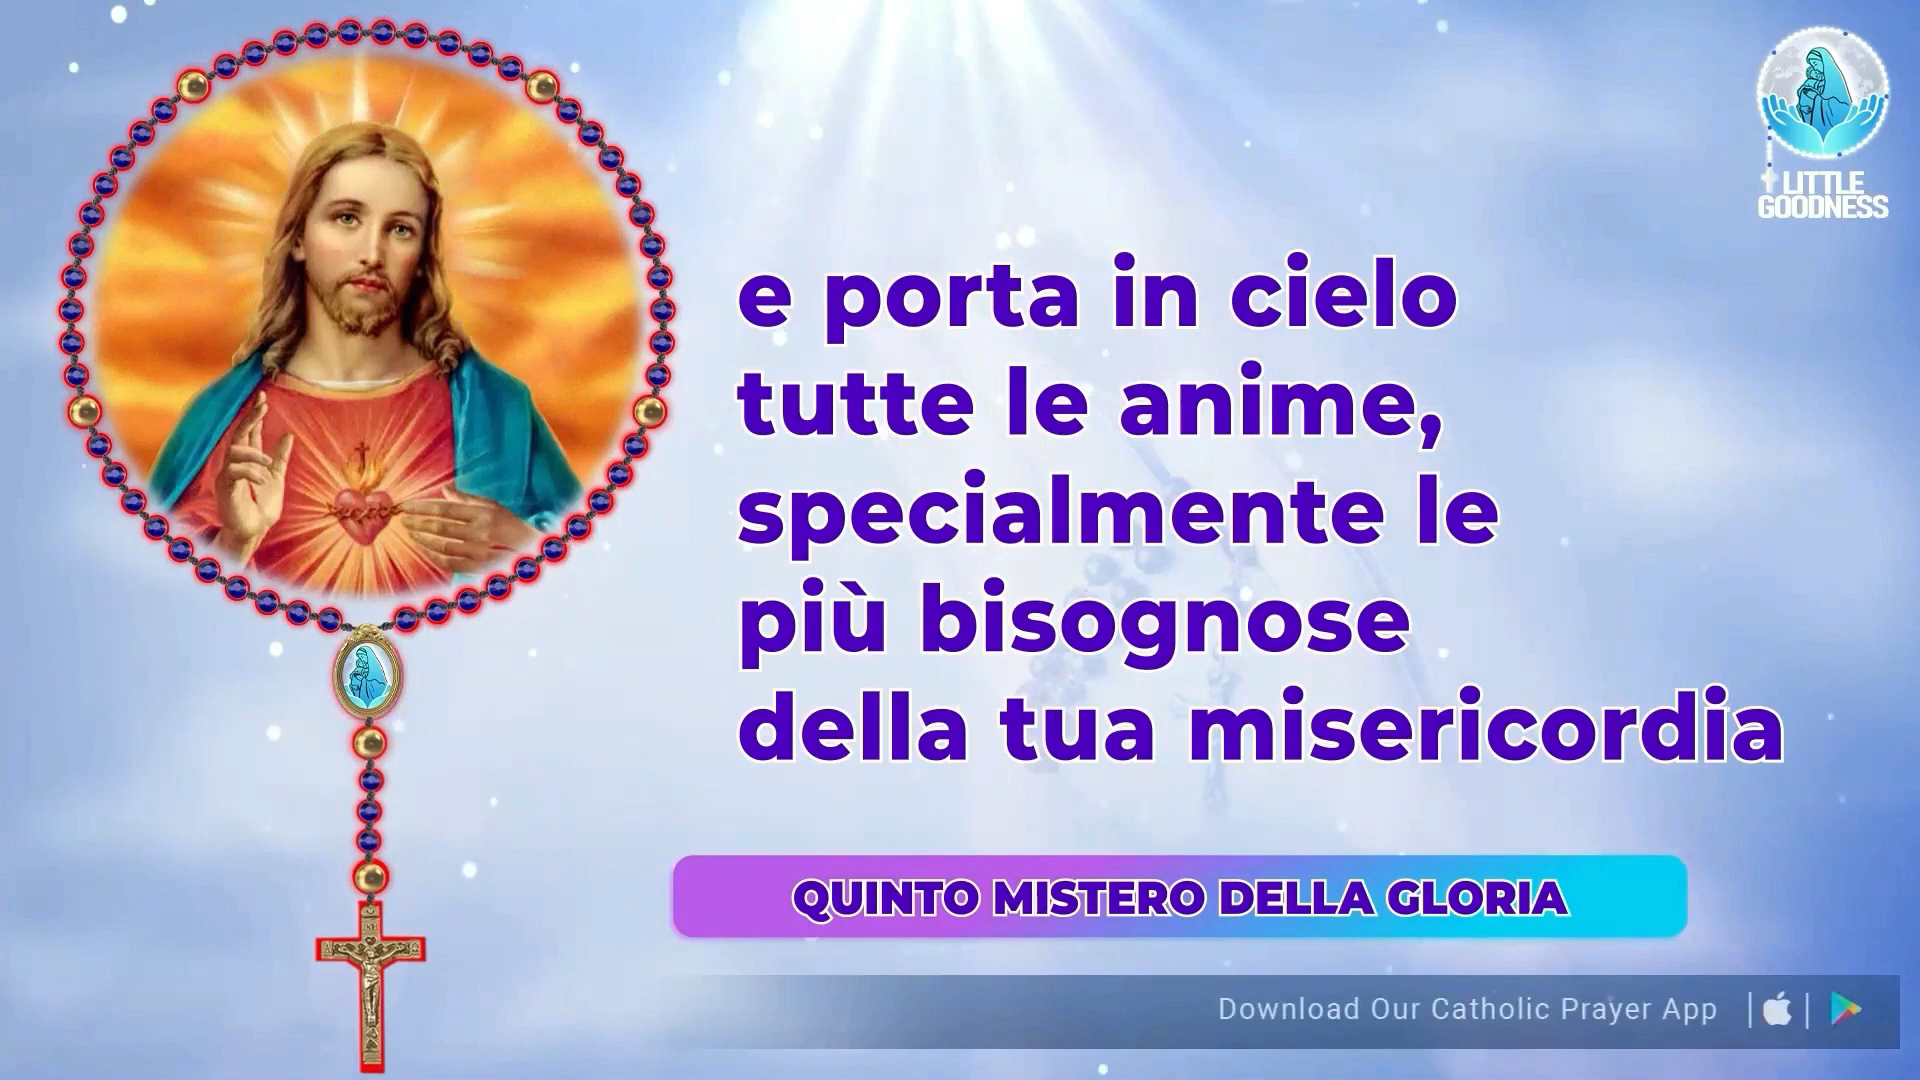 LITTLE
GOODNESS
e porta in cielo
tutte le anime,
specialmente le
più bisognose
della tua misericordia
QUINTO MISTERO DELLA GLORIA
Download Our Catholic Prayer App